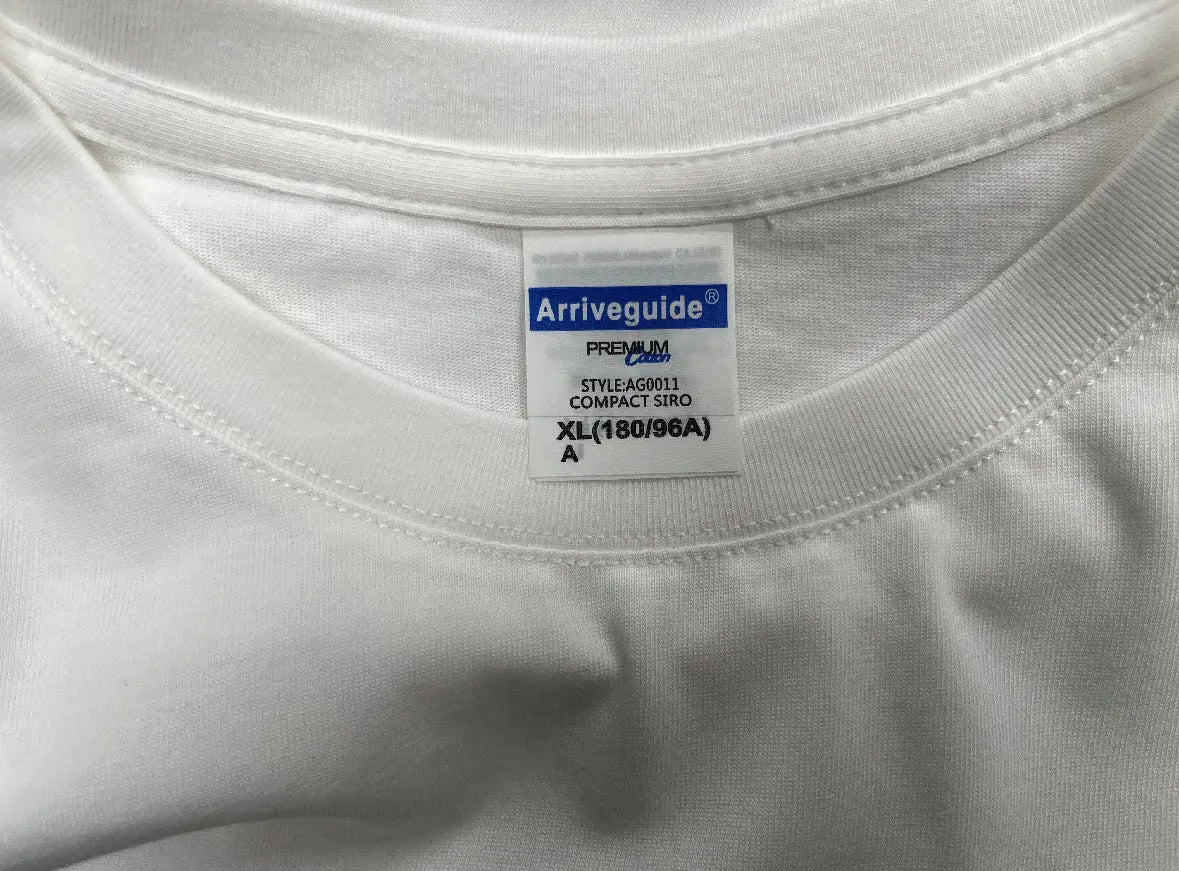 Arriveguide®
PREMIUM
Cotton
STYLE:AG0011
COMPACT SIRO
XL(180/96A)
A